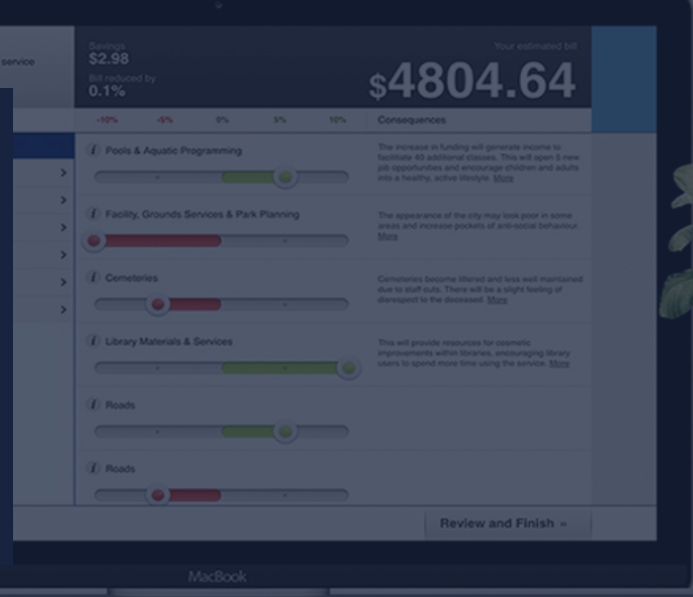 service
Savings
$2.98
Bill reduced by
0.1%
Your estimated bill
$4804.64
-10% -5% 0% 5% 10% Consequences
i Pools & Aquatic Programming
The increase in funding will generate income to
facilitate 40 additional classes. This will open 5 new
job opportunities and encourage children and adults
into a healthy, active lifestyle. More
i Facility, Grounds Services & Park Planning
The appearance of the city may look poor in some
areas and increase pockets of anti-social behaviour.
More
i Cemeteries
Cemeteries become littered and less well maintained
due to staff cuts. There will be a slight feeling of
disrespect to the deceased. More
i Library Materials & Services
This will provide resources for cosmetic
improvements within libraries, encouraging library
users to spend more time using the service. More
i Roads
i Roads
Review and Finish »
MacBook